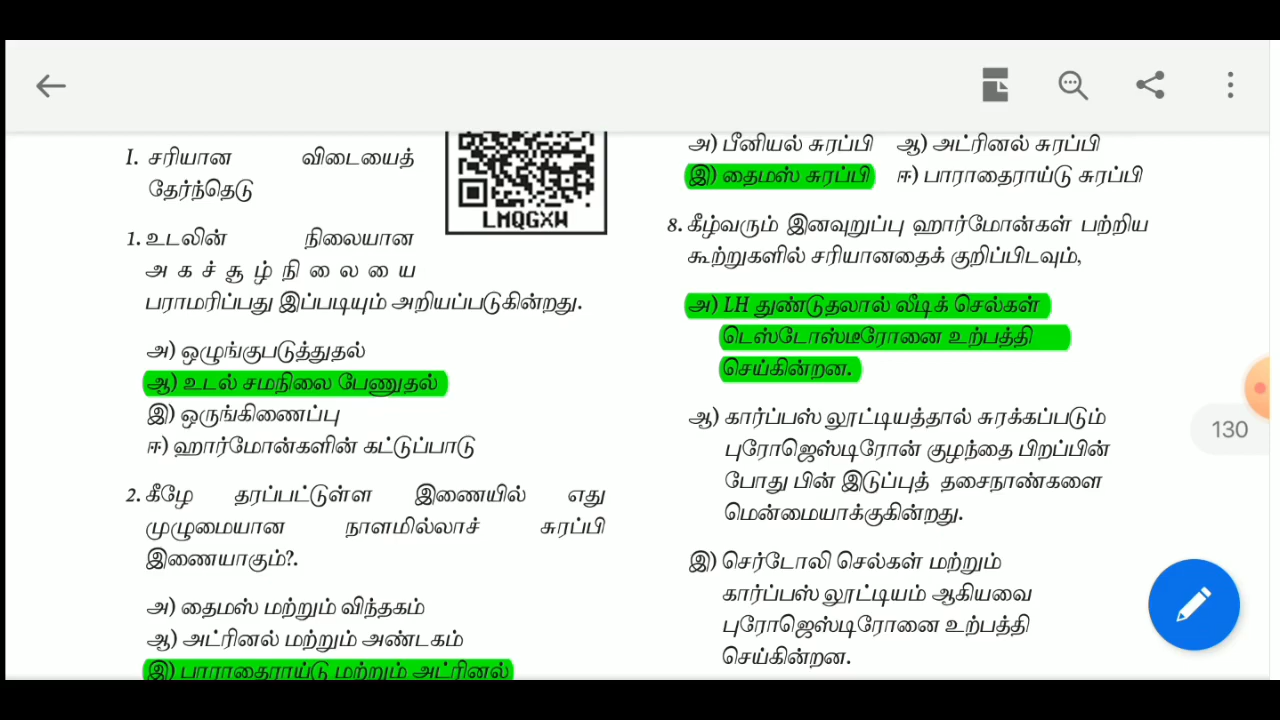 I. சரியான விடையைத்
தேர்ந்தெடு
LMQGXW
1. உடலின் நிலையான
அ க ச் சூ ழ் நி லை யை
பராமரிப்பது இப்படியும் அறியப்படுகின்றது.
அ) ஒழுங்குபடுத்துதல்
ஆ) உடல் சமநிலை பேணுதல்
இ) ஒருங்கிணைப்பு
ஈ) ஹார்மோன்களின் கட்டுப்பாடு
2. கீழே தரப்பட்டுள்ள இணையில் எது
முழுமையான நாளமில்லாச் சுரப்பி
இணையாகும்?.
அ) தைமஸ் மற்றும் விந்தகம்
ஆ) அட்ரினல் மற்றும் அண்டகம்
இ) பாராதைராய்டு மற்றும் அட்ரினல்
அ) பீனியல் சுரப்பி ஆ) அட்ரினல் சுரப்பி
இ) தைமஸ் சுரப்பி ஈ) பாராதைராய்டு சுரப்பி
8. கீழ்வரும் இனவுறுப்பு ஹார்மோன்கள் பற்றிய
கூற்றுகளில் சரியானதைக் குறிப்பிடவும்,
அ) LH துண்டுதலால் லீடிக் செல்கள்
டெஸ்டோஸ்டீரோனை உற்பத்தி
செய்கின்றன.
ஆ) கார்ப்பஸ் லூட்டியத்தால் சுரக்கப்படும்
புரோஜெஸ்டிரோன் குழந்தை பிறப்பின்
போது பின் இடுப்புத் தசைநாண்களை
மென்மையாக்குகின்றது.
இ) செர்டோலி செல்கள் மற்றும்
கார்ப்பஸ் லூட்டியம் ஆகியவை
புரோஜெஸ்டிரோனை உற்பத்தி
செய்கின்றன.
130